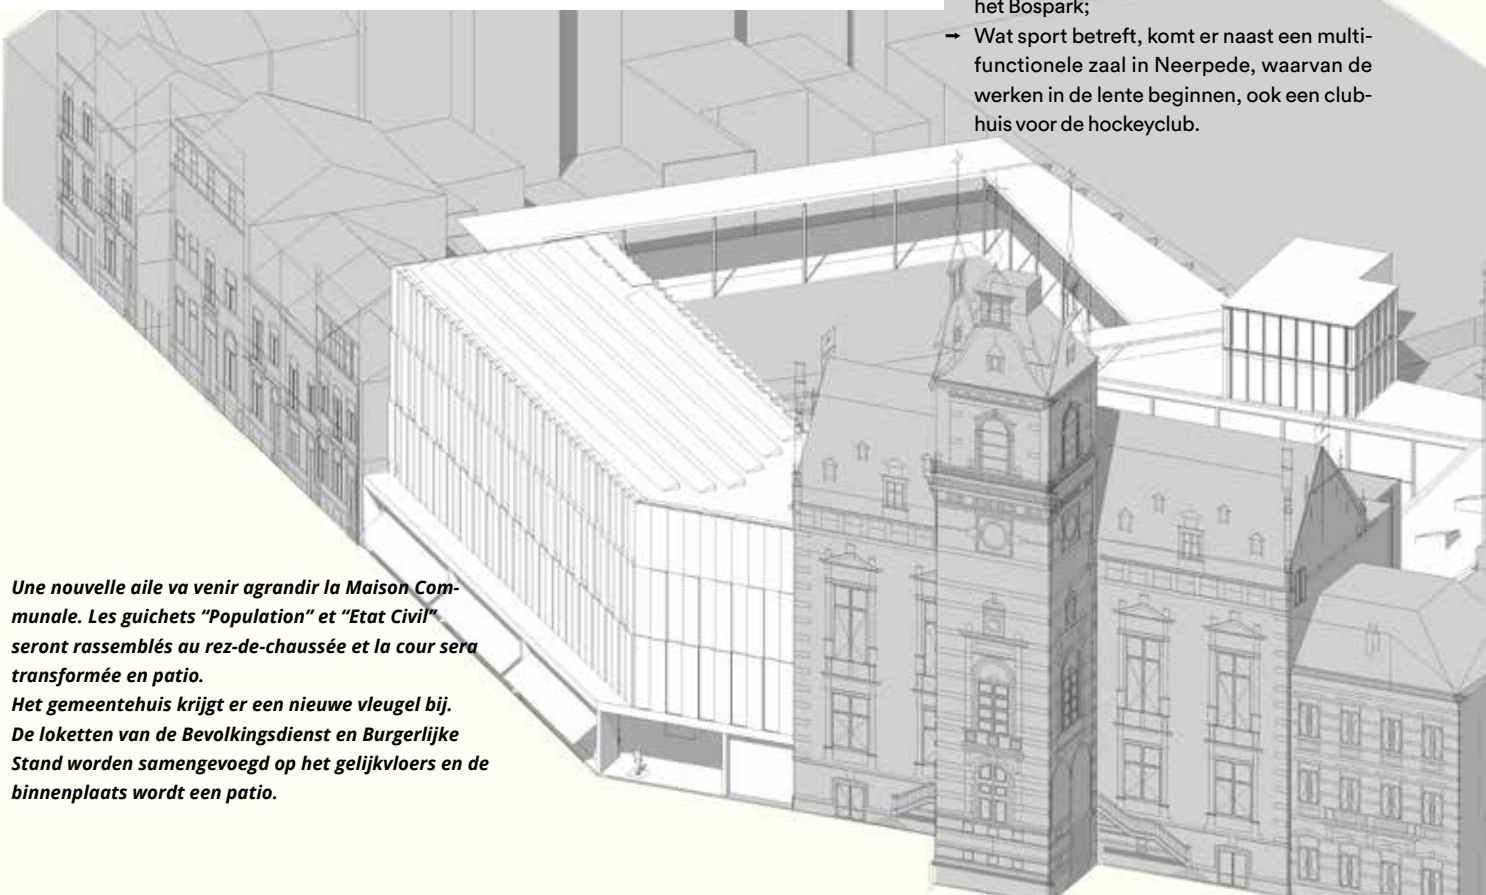 het Bospark;
→ Wat sport betreft, komt er naast een multi-
functionele zaal in Neerpede, waarvan de
werken in de lente beginnen, ook een club-
huis voor de hockeyclub.
Une nouvelle aile va venir agrandir la Maison Com-
munale. Les guichets “Population” et “Etat Civil”
seront rassemblés au rez-de-chaussée et la cour sera
transformée en patio.
Het gemeentehuis krijgt er een nieuwe vleugel bij.
De loketten van de Bevolkingsdienst en Burgerlijke
Stand worden samengevoegd op het gelijkvloers en de
binnenplaats wordt een patio.